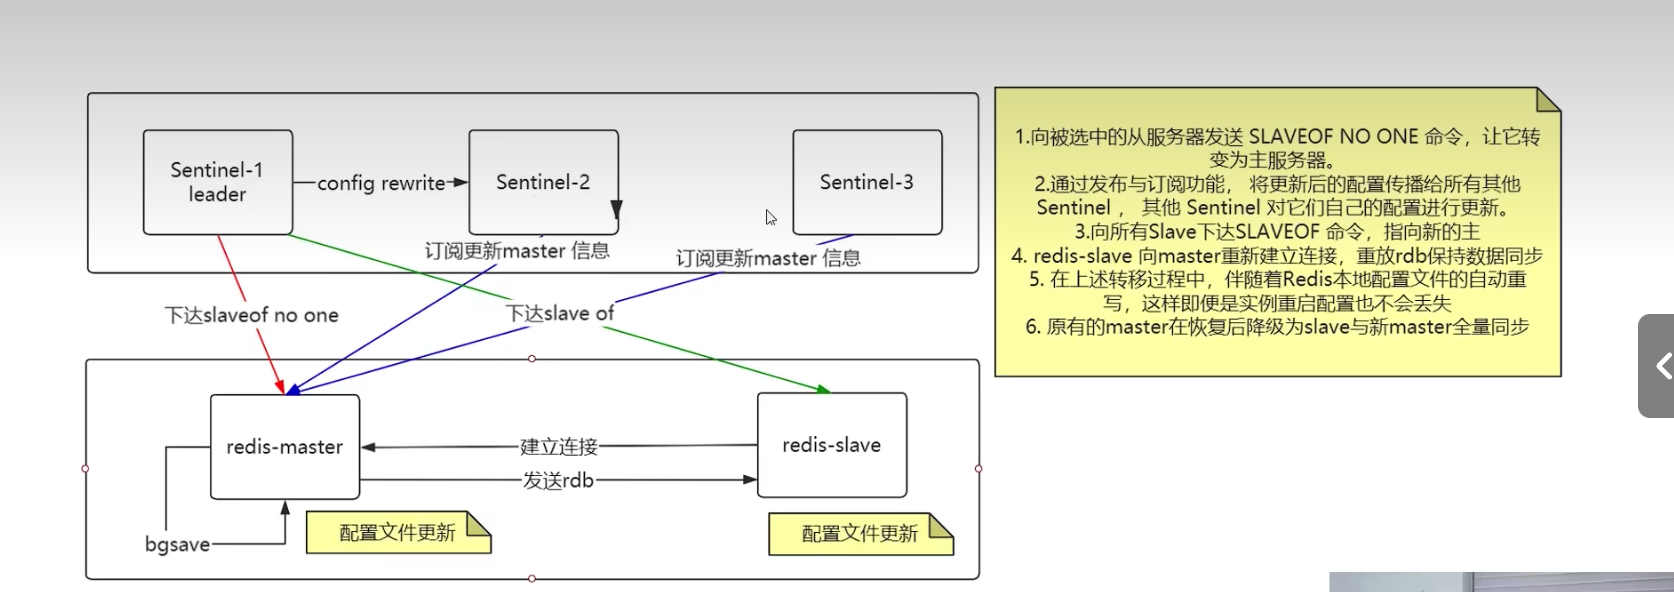 Sentinel-1
leader
config rewrite
Sentinel-2
Sentinel-3
订阅更新master 信息
订阅更新master 信息
下达slaveof no one
下达slave of
redis-master
建立连接
发送rdb
redis-slave
bgsave
配置文件更新
配置文件更新
1.向被选中的从服务器发送 SLAVEOF NO ONE 命令，让它转
变为主服务器。
2.通过发布与订阅功能， 将更新后的配置传播给所有其他
Sentinel ， 其他 Sentinel 对它们自己的配置进行更新。
3.向所有Slave下达SLAVEOF 命令，指向新的主
4. redis-slave 向master重新建立连接，重放rdb保持数据同步
5. 在上述转移过程中，伴随着Redis本地配置文件的自动重
写，这样即便是实例重启配置也不会丢失
6. 原有的master在恢复后降级为slave与新master全量同步